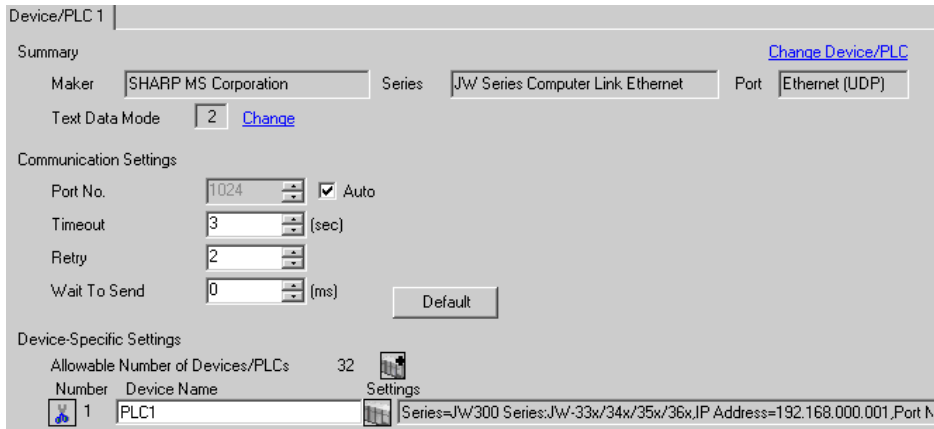 Device/PLC 1
Summary Change Device/PLC
Maker SHARP MS Corporation Series JW Series Computer Link Ethernet Port Ethernet (UDP)
Text Data Mode 2 Change
Communication Settings
Port No. 1024 Auto
Timeout 3 (sec)
Retry 2
Wait To Send 0 (ms) Default
Device-Specific Settings
Allowable Number of Devices/PLCs 32
Number Device Name Settings
1 PLC1 Series=JW300 Series:JW-33x/34x/35x/36x,IP Address=192.168.000.001,Port N